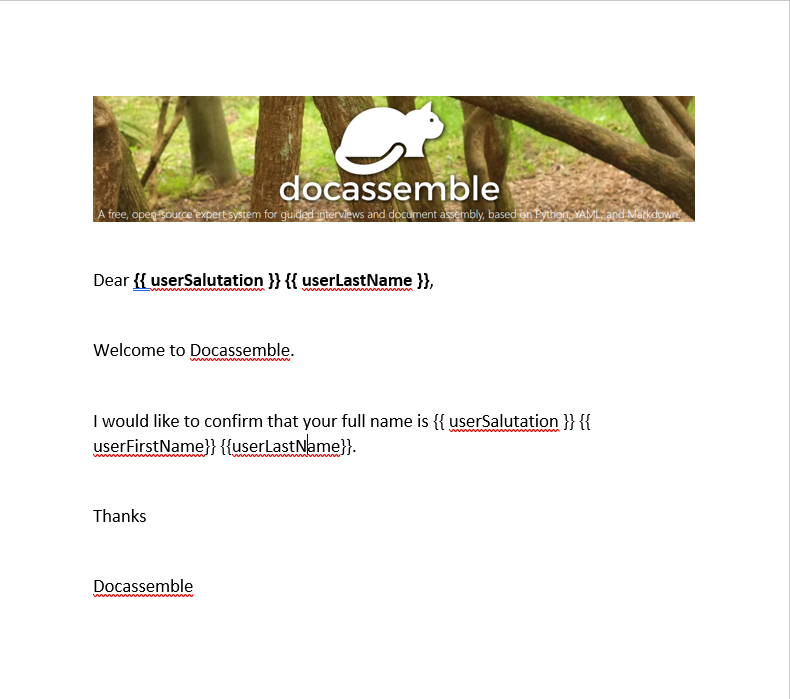 docassemble
A free, open-source expert system for guided interviews and document assembly, based on Python, YAML, and Markdown.
Dear {{ userSalutation }} {{ userLastName }},
Welcome to Docassemble.
I would like to confirm that your full name is {{ userSalutation }} {{
userFirstName}} {{userLastName}}.
Thanks
Docassemble